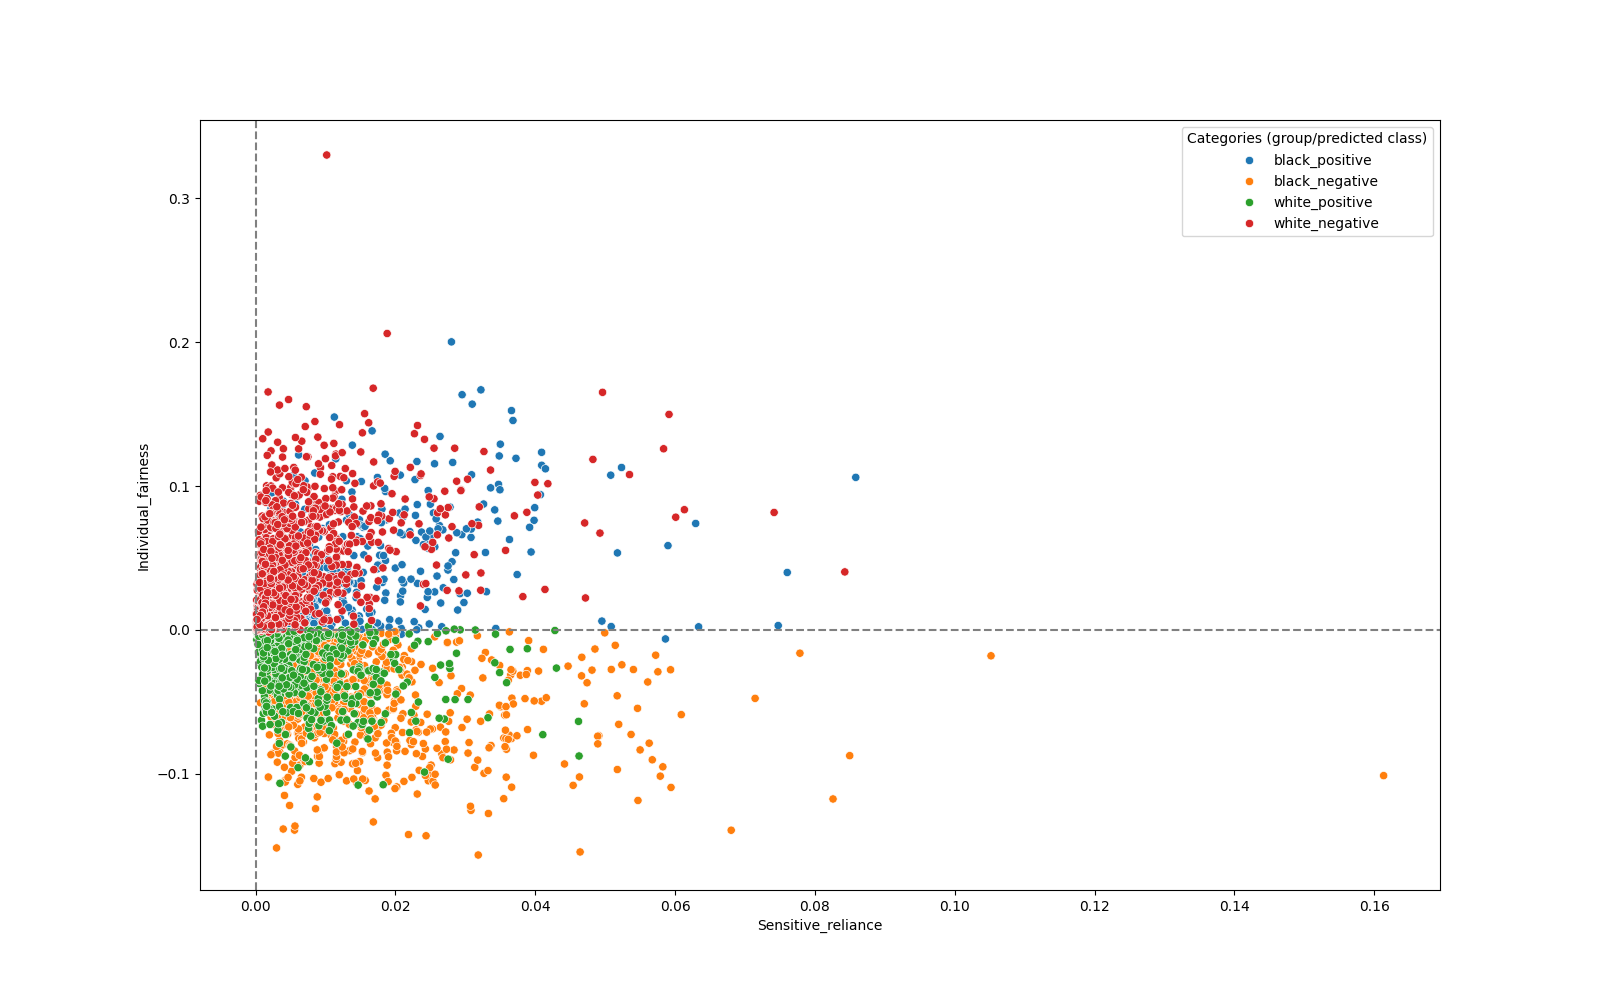 Categories (group/predicted class)
black_positive
black_negative
white_positive
white_negative
Individual_fairness
0.3
0.2
0.1
0.0
−0.1
0.00 0.02 0.04 0.06 0.08 0.10 0.12 0.14 0.16
Sensitive_reliance